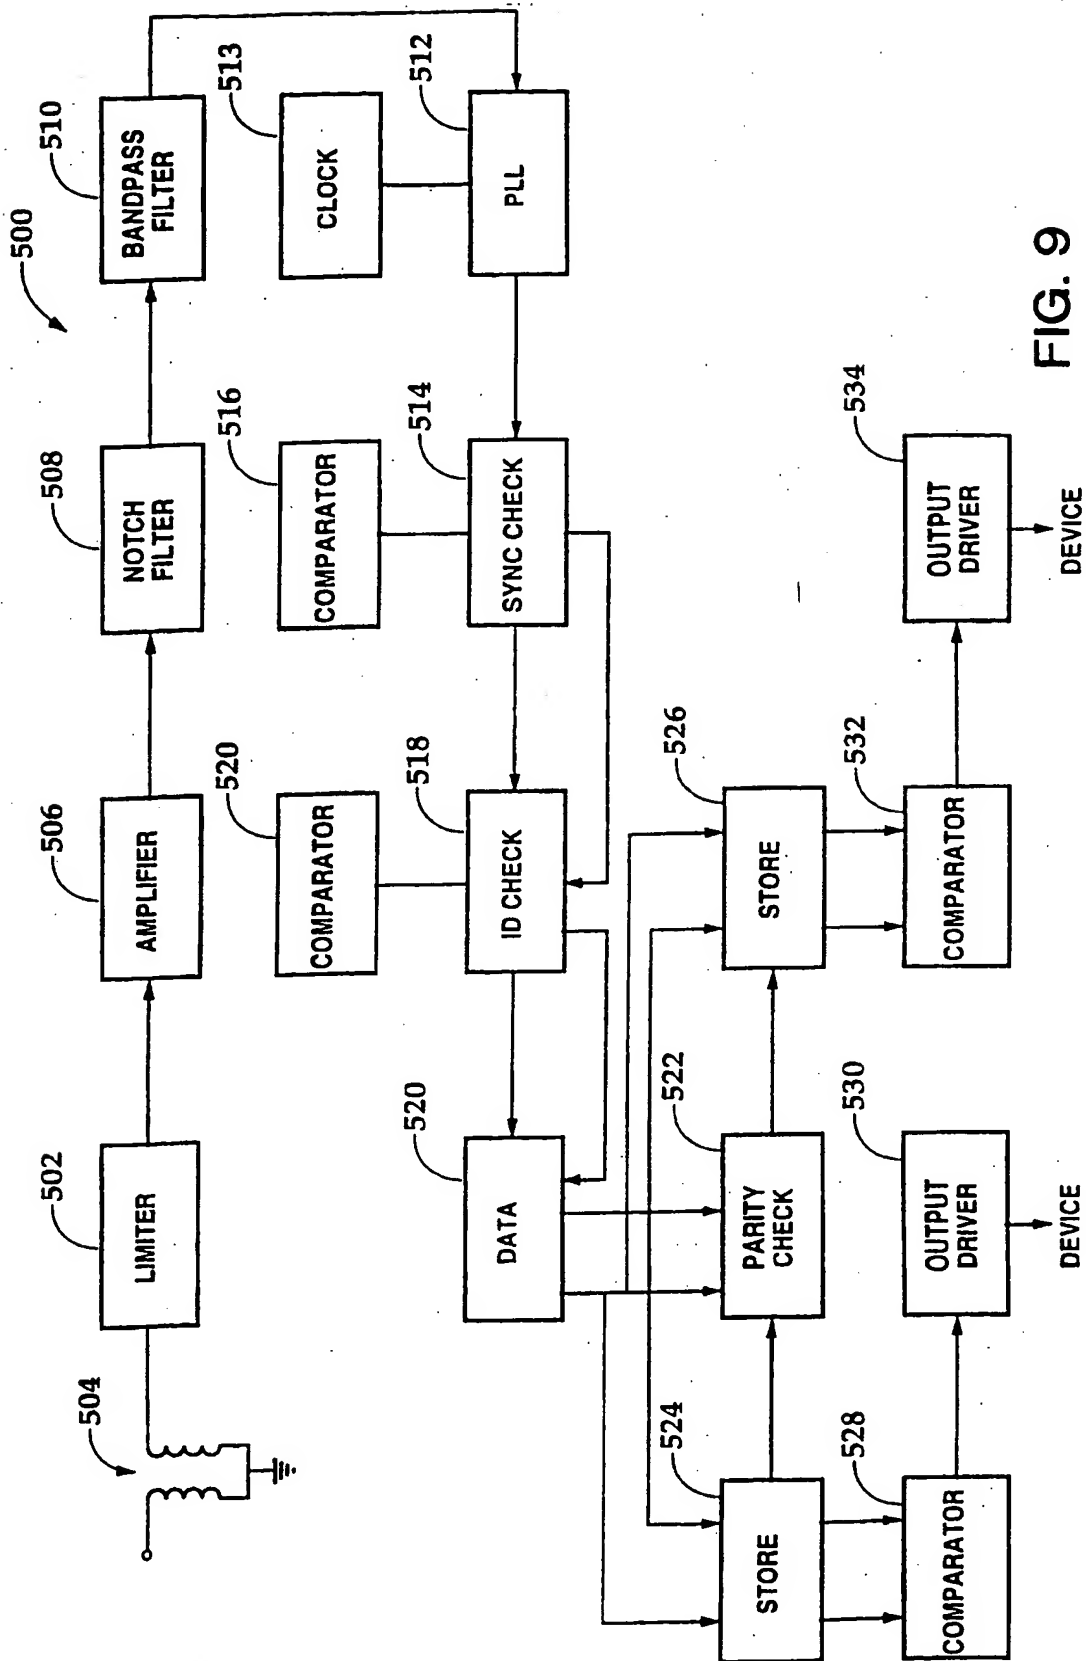 500
504
502
LIMITER
506
AMPLIFIER
508
NOTCH
FILTER
510
BANDPASS
FILTER
520
COMPARATOR
516
COMPARATOR
513
CLOCK
520
DATA
518
ID CHECK
514
SYNC CHECK
512
PLL
524
STORE
522
PARITY
CHECK
526
STORE
528
COMPARATOR
530
OUTPUT
DRIVER
532
COMPARATOR
534
OUTPUT
DRIVER
DEVICE
DEVICE
FIG. 9